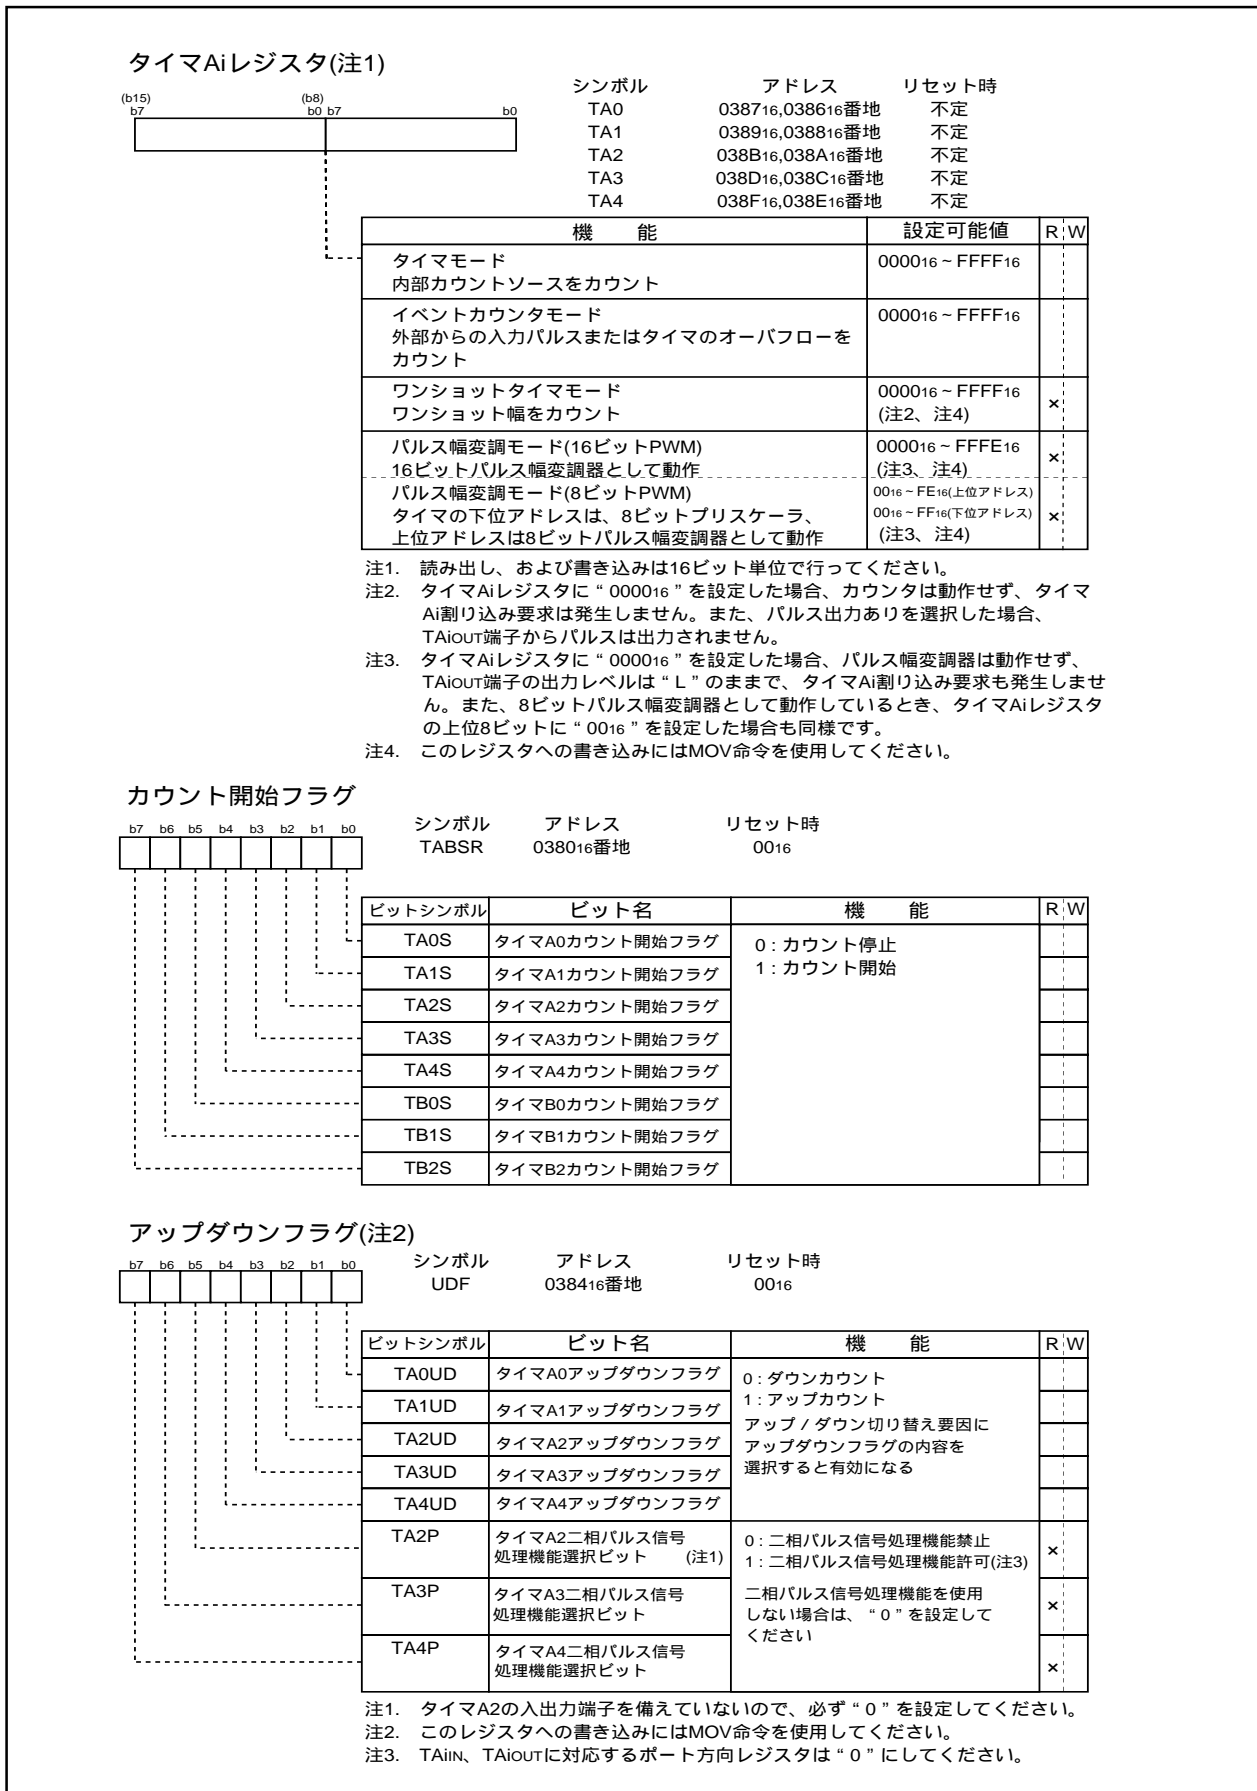 タイマAiレジスタ(注1)
シンボル アドレス リセット時
(b15) (b8)
b7 b0 b7 b0
TA0 038716,038616番地 不定
TA1 038916,038816番地 不定
TA2 038B16,038A16番地 不定
TA3 038D16,038C16番地 不定
TA4 038F16,038E16番地 不定
機 能 設定可能値 R W
タイマモード 000016 ~ FFFF16
内部カウントソースをカウント
イベントカウンタモード 000016 ~ FFFF16
外部からの入力パルスまたはタイマのオーバフローを
カウント
ワンショットタイマモード 000016 ~ FFFF16
ワンショット幅をカウント (注2、注4) ×
パルス幅変調モード(16ビットPWM) 000016 ~ FFFE16
16ビットパルス幅変調器として動作 (注3、注4) ×
パルス幅変調モード(8ビットPWM) 0016 ~ FE16(上位アドレス)
タイマの下位アドレスは、8ビットプリスケーラ、 0016 ~ FF16(下位アドレス) ×
上位アドレスは8ビットパルス幅変調器として動作 (注3、注4)
注1. 読み出し、および書き込みは16ビット単位で行ってください。
注2. タイマAiレジスタに“000016”を設定した場合、カウンタは動作せず、タイマ
Ai割り込み要求は発生しません。また、パルス出力ありを選択した場合、
TAiOUT端子からパルスは出力されません。
注3. タイマAiレジスタに“000016”を設定した場合、パルス幅変調器は動作せず、
TAiOUT端子の出力レベルは“L”のままで、タイマAi割り込み要求も発生しませ
ん。また、8ビットパルス幅変調器として動作しているとき、タイマAiレジスタ
の上位8ビットに“0016”を設定した場合も同様です。
注4. このレジスタへの書き込みにはMOV命令を使用してください。
カウント開始フラグ
シンボル アドレス リセット時
b7 b6 b5 b4 b3 b2 b1 b0
TABSR 038016番地 0016
ビットシンボル ビット名 機 能 R W
TA0S タイマA0カウント開始フラグ 0 : カウント停止
TA1S タイマA1カウント開始フラグ 1 : カウント開始
TA2S タイマA2カウント開始フラグ
TA3S タイマA3カウント開始フラグ
TA4S タイマA4カウント開始フラグ
TB0S タイマB0カウント開始フラグ
TB1S タイマB1カウント開始フラグ
TB2S タイマB2カウント開始フラグ
アップダウンフラグ(注2)
シンボル アドレス リセット時
b7 b6 b5 b4 b3 b2 b1 b0
UDF 038416番地 0016
ビットシンボル ビット名 機 能 R W
TA0UD タイマA0アップダウンフラグ 0 : ダウンカウント
TA1UD タイマA1アップダウンフラグ 1 : アップカウント
アップ / ダウン切り替え要因に
TA2UD タイマA2アップダウンフラグ アップダウンフラグの内容を
TA3UD タイマA3アップダウンフラグ 選択すると有効になる
TA4UD タイマA4アップダウンフラグ
TA2P タイマA2二相パルス信号 0 : 二相パルス信号処理機能禁止
処理機能選択ビット (注1) 1 : 二相パルス信号処理機能許可(注3) ×
TA3P タイマA3二相パルス信号 二相パルス信号処理機能を使用
処理機能選択ビット しない場合は、“0”を設定して ×
ください
TA4P タイマA4二相パルス信号
処理機能選択ビット ×
注1. タイマA2の入出力端子を備えていないので、必ず“0”を設定してください。
注2. このレジスタへの書き込みにはMOV命令を使用してください。
注3. TAiIN、TAiOUTに対応するポート方向レジスタは“0”にしてください。